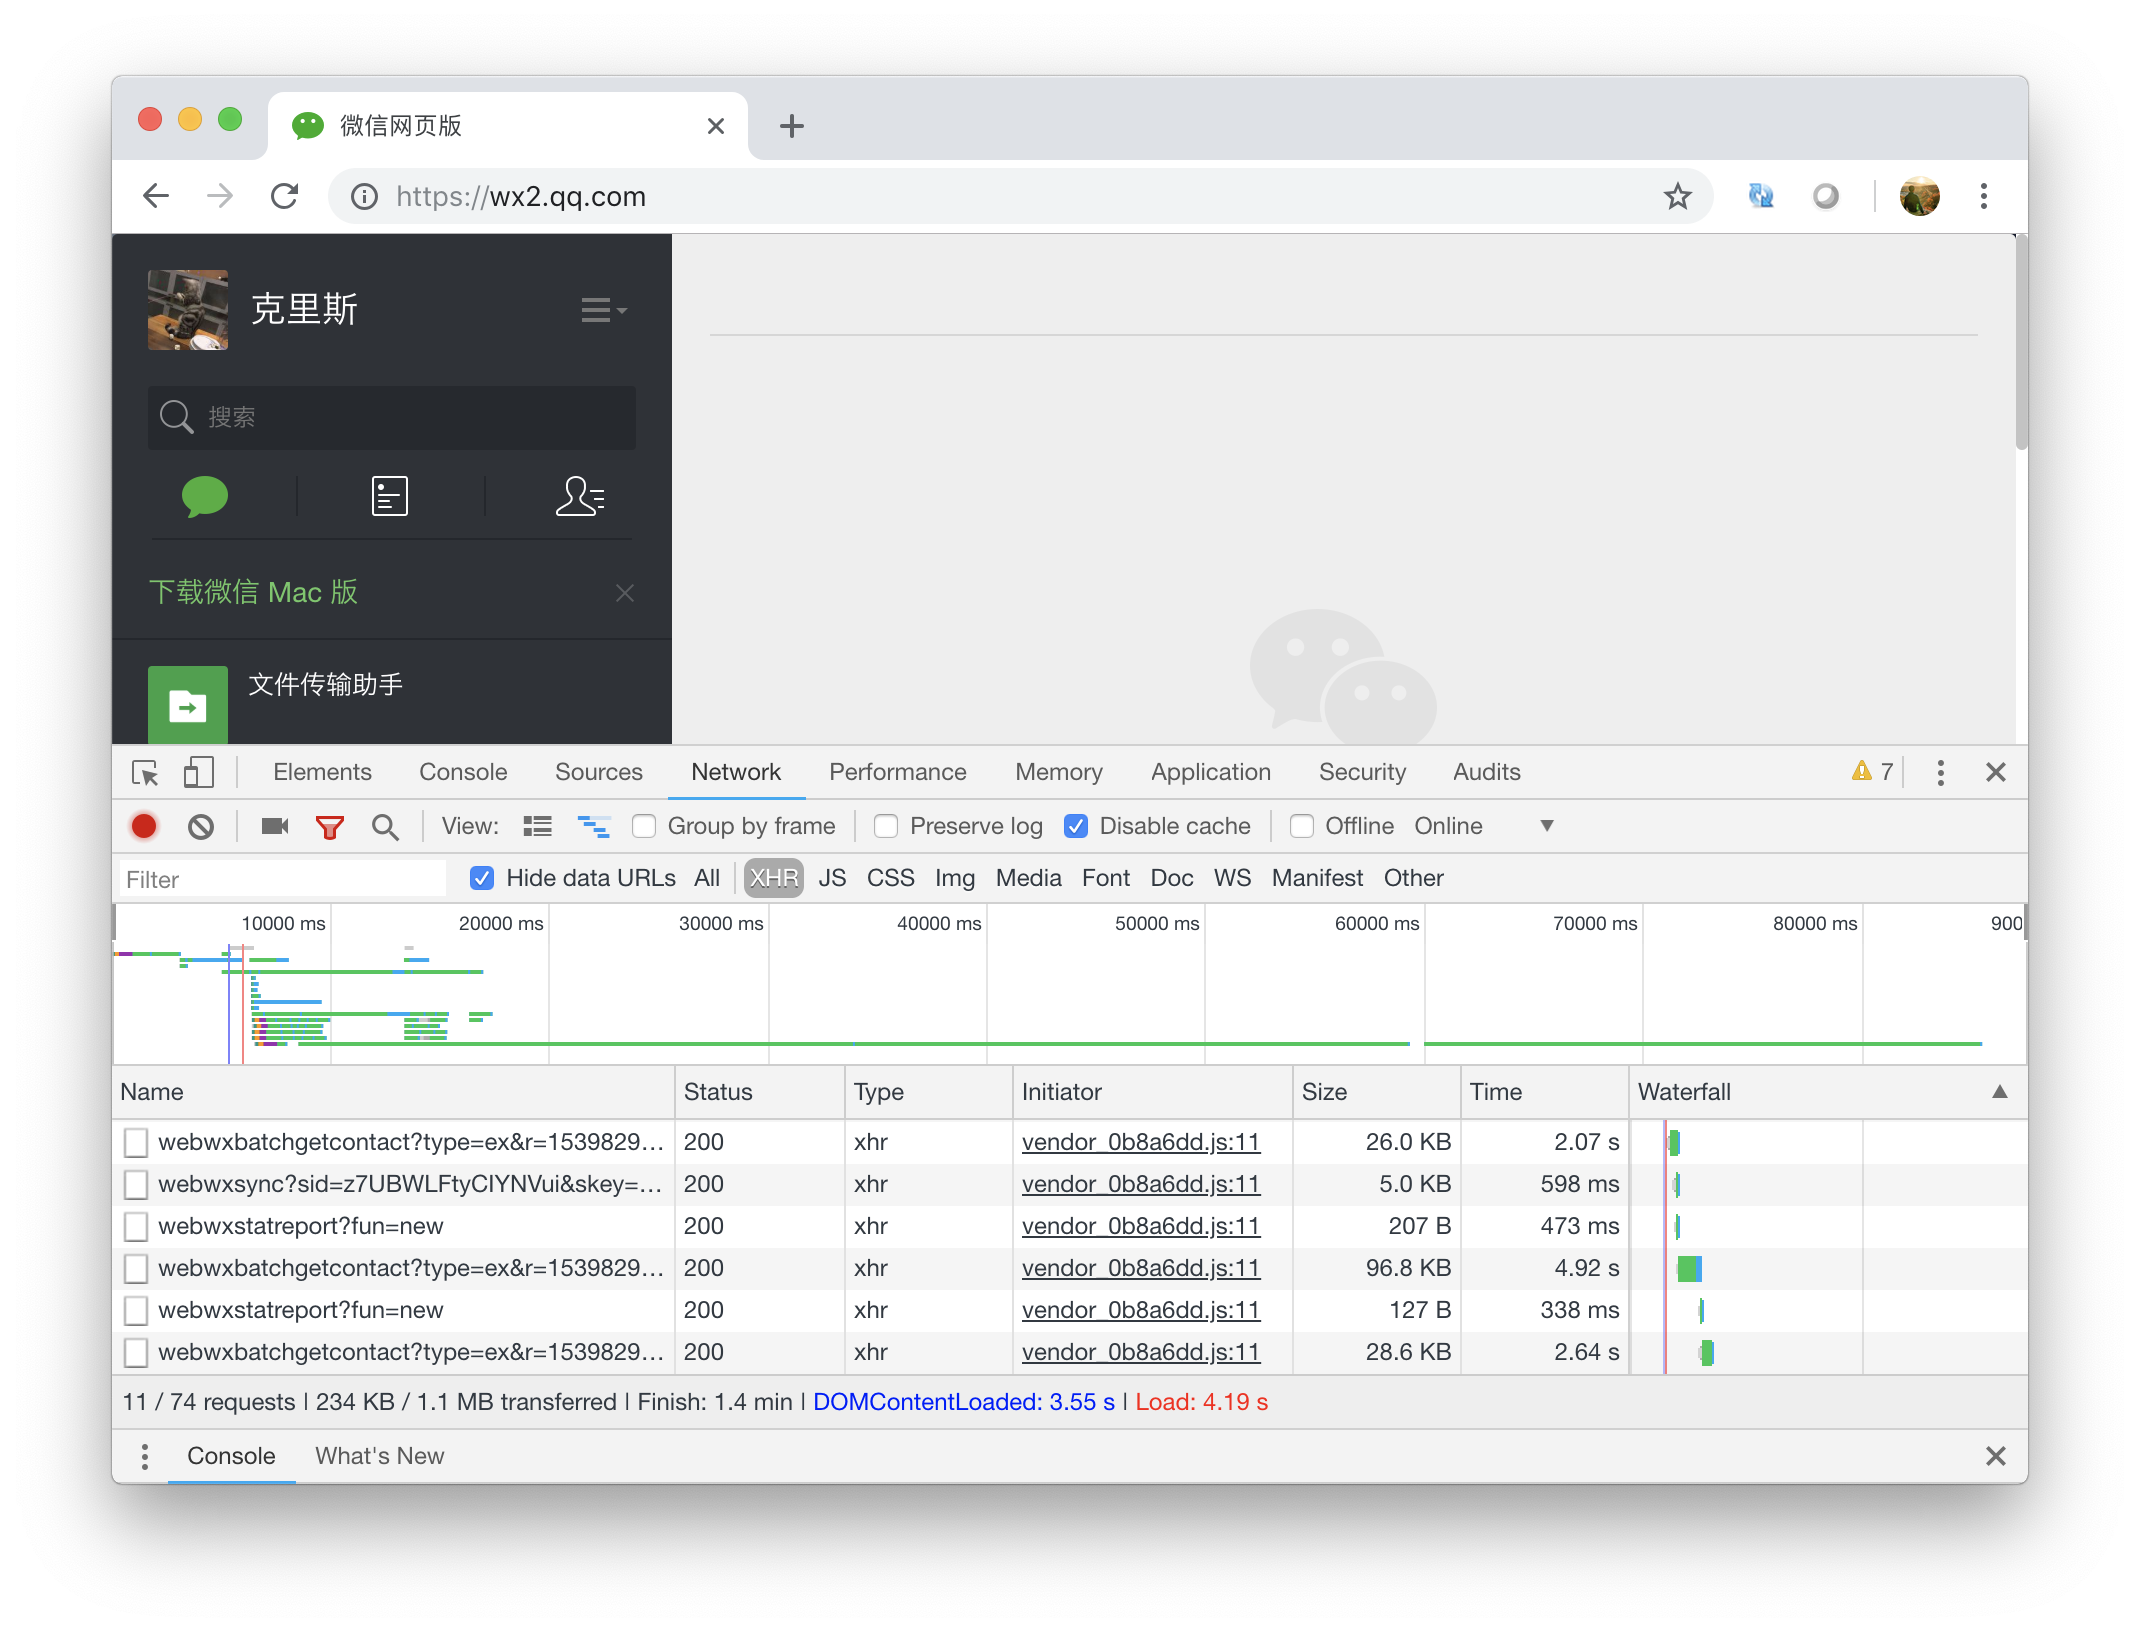 微信网页版
https://wx2.qq.com
克里斯
搜索
下载微信 Mac 版
文件传输助手
Elements Console Sources Network Performance Memory Application Security Audits 7
View: Group by frame Preserve log Disable cache Offline Online
Filter Hide data URLs All XHR JS CSS Img Media Font Doc WS Manifest Other
10000 ms 20000 ms 30000 ms 40000 ms 50000 ms 60000 ms 70000 ms 80000 ms 900
Name Status Type Initiator Size Time Waterfall
webwxbatchgetcontact?type=ex&r=1539829... 200 xhr vendor_0b8a6dd.js:11 26.0 KB 2.07 s
webwxsync?sid=z7UBWLFtyCIYNVui&skey=... 200 xhr vendor_0b8a6dd.js:11 5.0 KB 598 ms
webwxstatreport?fun=new 200 xhr vendor_0b8a6dd.js:11 207 B 473 ms
webwxbatchgetcontact?type=ex&r=1539829... 200 xhr vendor_0b8a6dd.js:11 96.8 KB 4.92 s
webwxstatreport?fun=new 200 xhr vendor_0b8a6dd.js:11 127 B 338 ms
webwxbatchgetcontact?type=ex&r=1539829... 200 xhr vendor_0b8a6dd.js:11 28.6 KB 2.64 s
11 / 74 requests | 234 KB / 1.1 MB transferred | Finish: 1.4 min | DOMContentLoaded: 3.55 s | Load: 4.19 s
Console What's New